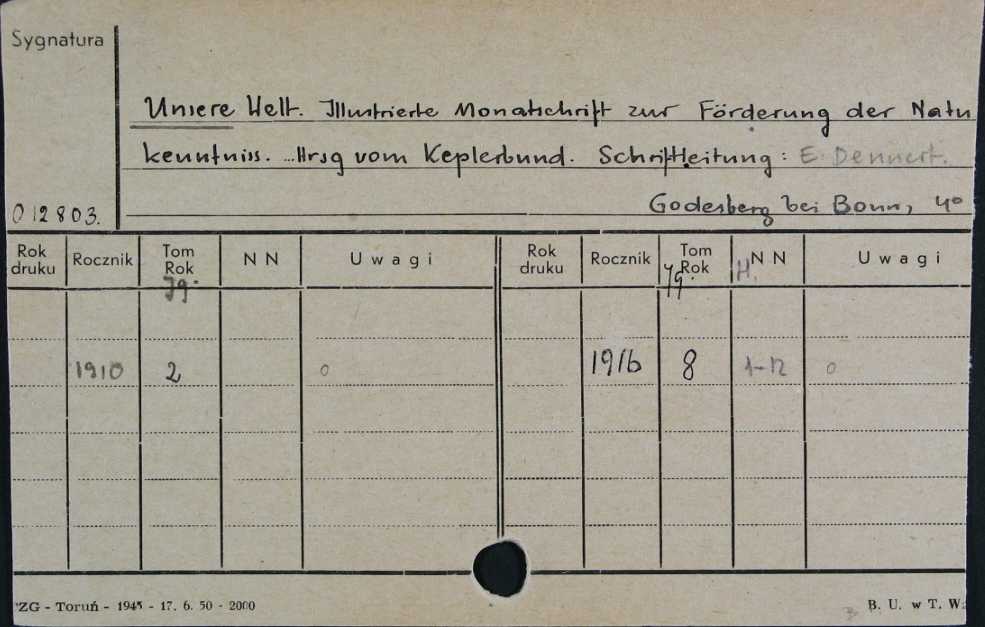 Sygnatura
Unsere Welt. Illustrierte Monatschrift zur Förderung der Natu
kenntniss. ...Hrsg vom Keplerbund. Schriftleitung: E. Dennert.
Godesberg bei Bonn, 4°
012803.
Rok druku Rocznik Tom Rok Jg. N N Uwagi Rok druku Rocznik Tom Rok Jg. H. N N Uwagi
1910 2 o 1916 8 1-12 o
ZG - Toruń - 1945 - 17. 6. 50 - 2000 B. U. w T. W.